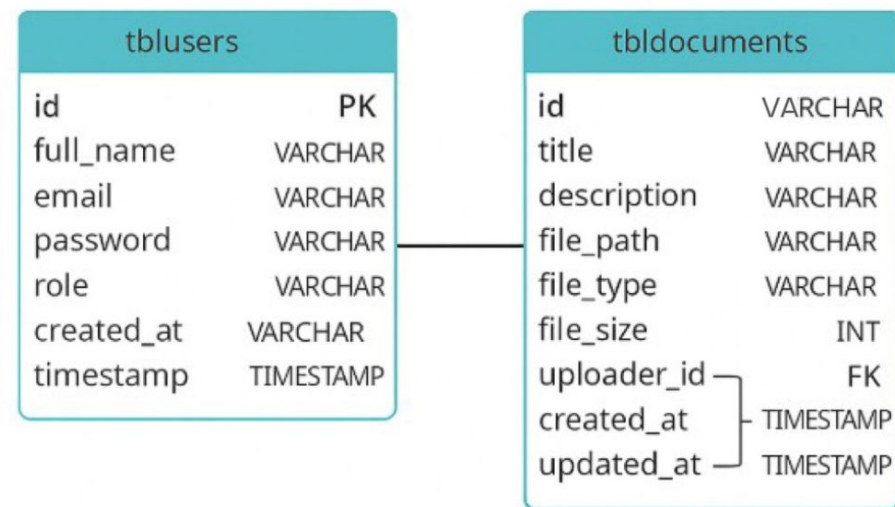 tblusers
id PK
full_name VARCHAR
email VARCHAR
password VARCHAR
role VARCHAR
created_at VARCHAR
timestamp TIMESTAMP
tbldocuments
id VARCHAR
title VARCHAR
description VARCHAR
file_path VARCHAR
file_type VARCHAR
file_size INT
uploader_id FK
created_at TIMESTAMP
updated_at TIMESTAMP